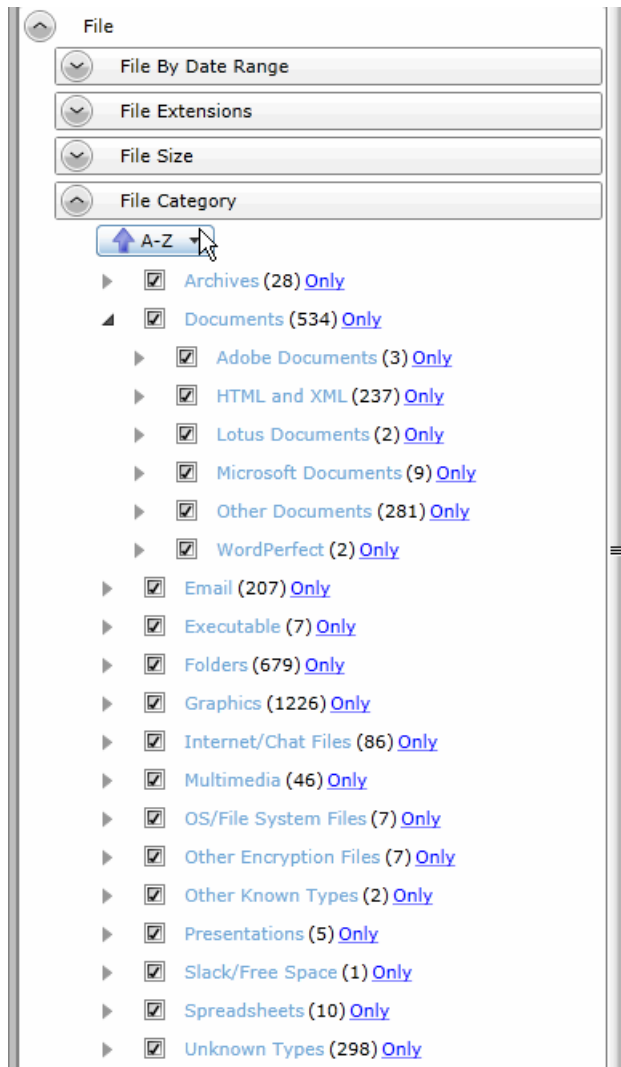 File
File By Date Range
File Extensions
File Size
File Category
A-Z
Archives (28) Only
Documents (534) Only
Adobe Documents (3) Only
HTML and XML (237) Only
Lotus Documents (2) Only
Microsoft Documents (9) Only
Other Documents (281) Only
WordPerfect (2) Only
Email (207) Only
Executable (7) Only
Folders (679) Only
Graphics (1226) Only
Internet/Chat Files (86) Only
Multimedia (46) Only
OS/File System Files (7) Only
Other Encryption Files (7) Only
Other Known Types (2) Only
Presentations (5) Only
Slack/Free Space (1) Only
Spreadsheets (10) Only
Unknown Types (298) Only